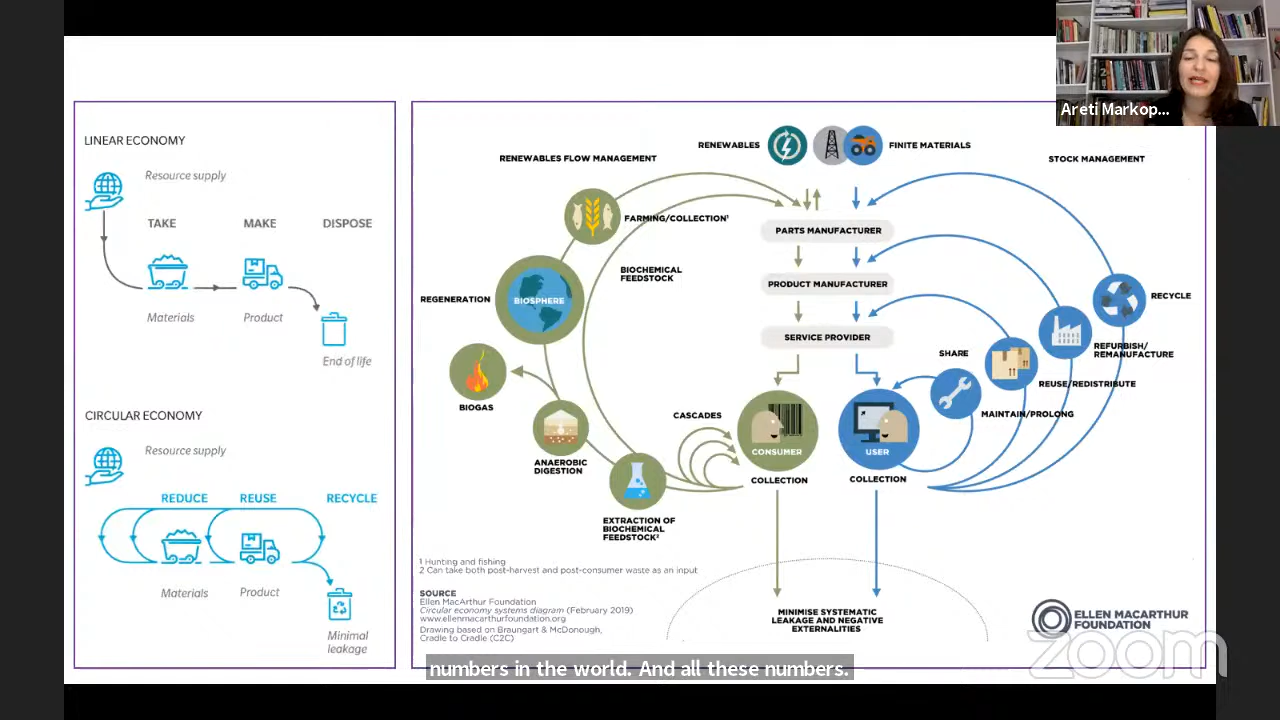 Areti Markop...
LINEAR ECONOMY
Resource supply
TAKE
MAKE
DISPOSE
Materials
Product
End of life
CIRCULAR ECONOMY
Resource supply
REDUCE
REUSE
RECYCLE
Materials
Product
Minimal
leakage
RENEWABLES
FINITE MATERIALS
RENEWABLES FLOW MANAGEMENT
STOCK MANAGEMENT
FARMING/COLLECTION¹
PARTS MANUFACTURER
BIOCHEMICAL
FEEDSTOCK
PRODUCT MANUFACTURER
REGENERATION
BIOSPHERE
RECYCLE
SERVICE PROVIDER
SHARE
REFURBISH/
REMANUFACTURE
REUSE/REDISTRIBUTE
BIOGAS
CASCADES
MAINTAIN/PROLONG
CONSUMER
USER
ANAEROBIC
DIGESTION
COLLECTION
COLLECTION
EXTRACTION OF
BIOCHEMICAL
FEEDSTOCK²
1 Hunting and fishing
2 Can take both post-harvest and post-consumer waste as an input
SOURCE
Ellen MacArthur Foundation
Circular economy systems diagram (February 2019)
www.ellenmacarthurfoundation.org
Drawing based on Braungart & McDonough,
Cradle to Cradle (C2C)
MINIMISE SYSTEMATIC
LEAKAGE AND NEGATIVE
EXTERNALITIES
ELLEN MACARTHUR
FOUNDATION
zoom
numbers in the world. And all these numbers.